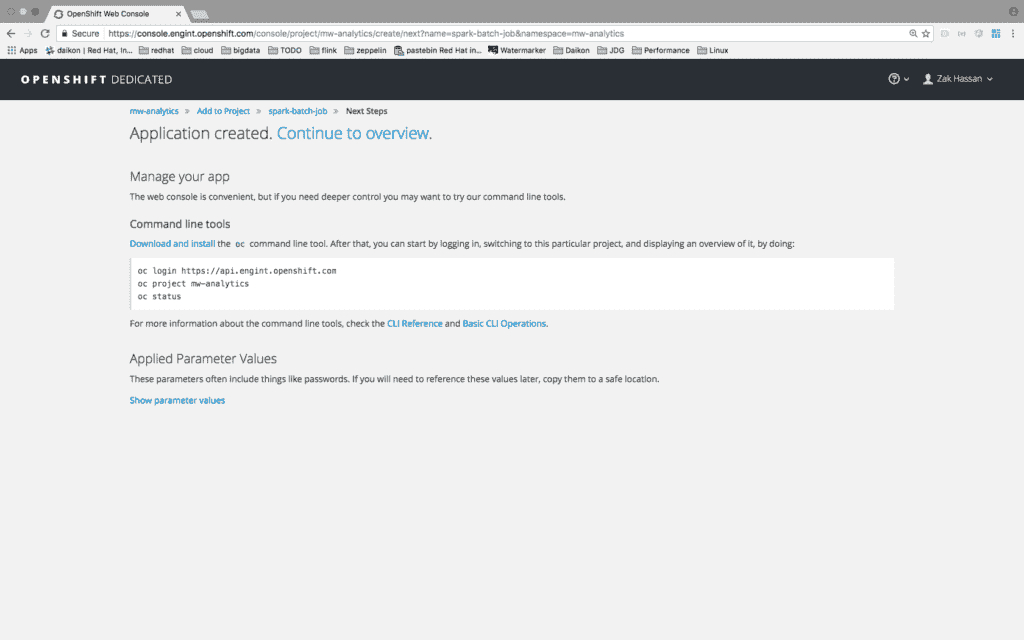 OpenShift Web Console
Secure https://console.engint.openshift.com/console/project/mw-analytics/create/next?name=spark-batch-job&namespace=mw-analytics
Apps daikon | Red Hat, In... redhat cloud bigdata TODO flink zeppelin pastebin Red Hat in... Watermarker Daikon JDG Performance Linux
OPENSHIFT DEDICATED Zak Hassan
mw-analytics » Add to Project » spark-batch-job » Next Steps
Application created. Continue to overview.
Manage your app
The web console is convenient, but if you need deeper control you may want to try our command line tools.
Command line tools
Download and install the oc command line tool. After that, you can start by logging in, switching to this particular project, and displaying an overview of it, by doing:
oc login https://api.engint.openshift.com
oc project mw-analytics
oc status
For more information about the command line tools, check the CLI Reference and Basic CLI Operations.
Applied Parameter Values
These parameters often include things like passwords. If you will need to reference these values later, copy them to a safe location.
Show parameter values